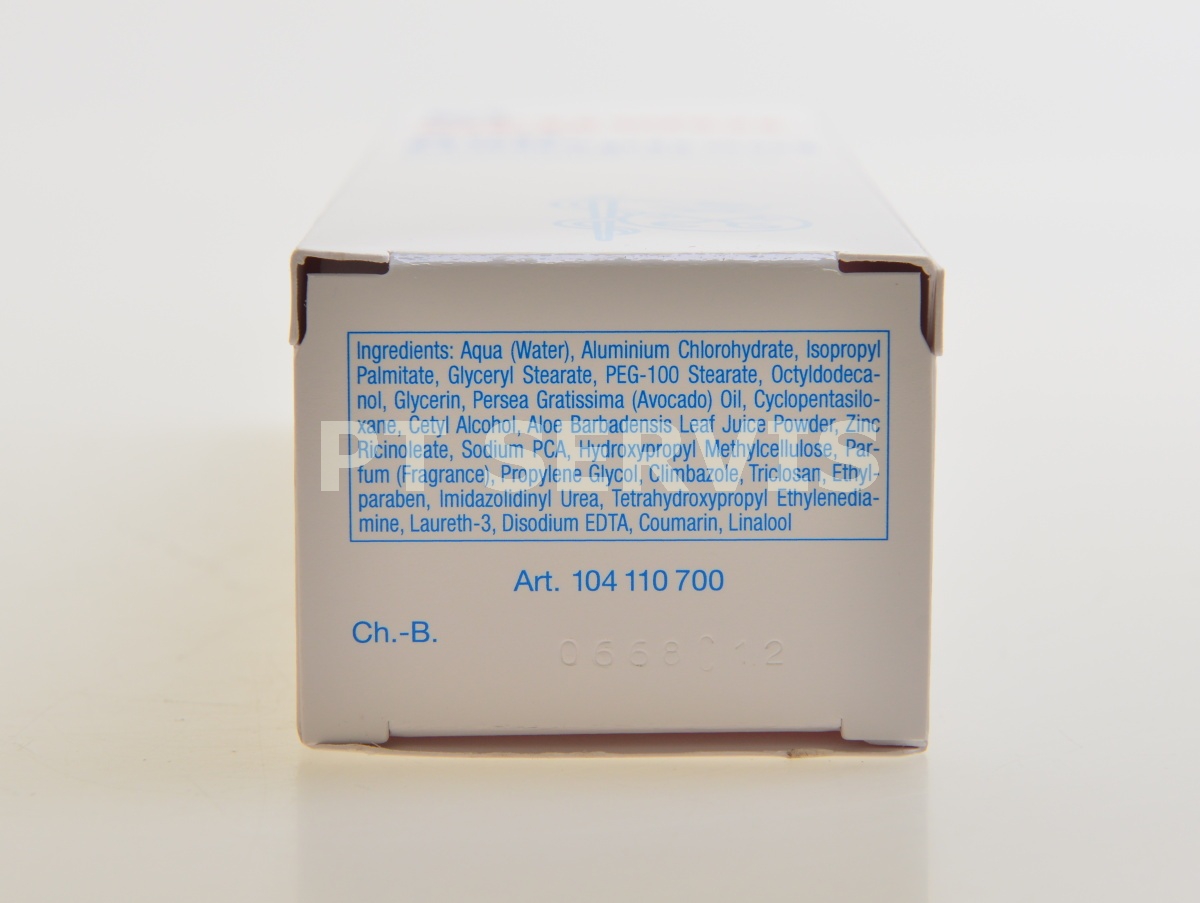 Ingredients: Aqua (Water), Aluminium Chlorohydrate, Isopropyl
Palmitate, Glyceryl Stearate, PEG-100 Stearate, Octyldodeca-
nol, Glycerin, Persea Gratissima (Avocado) Oil, Cyclopentasilo-
xane, Cetyl Alcohol, Aloe Barbadensis Leaf Juice Powder, Zinc
Ricinoleate, Sodium PCA, Hydroxypropyl Methylcellulose, Par-
fum (Fragrance), Propylene Glycol, Climbazole, Triclosan, Ethyl-
paraben, Imidazolidinyl Urea, Tetrahydroxypropyl Ethylenedia-
mine, Laureth-3, Disodium EDTA, Coumarin, Linalool
PT SERVIS
Art. 104 110 700
Ch.-B.